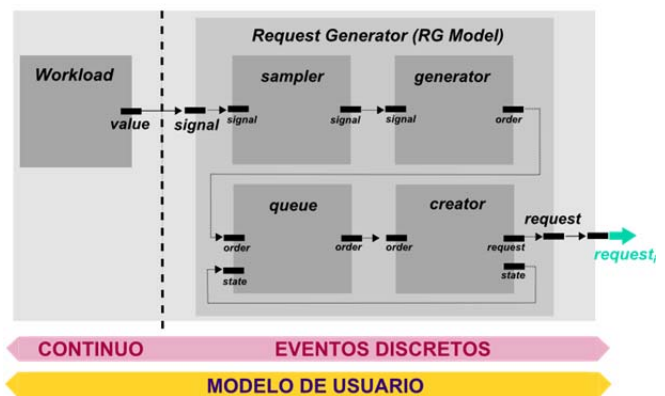 Request Generator (RG Model)
Workload
sampler
generator
value
signal
signal
signal
signal
order
queue
creator
request
order
order
order
request
request
state
state
CONTINUO
EVENTOS DISCRETOS
MODELO DE USUARIO